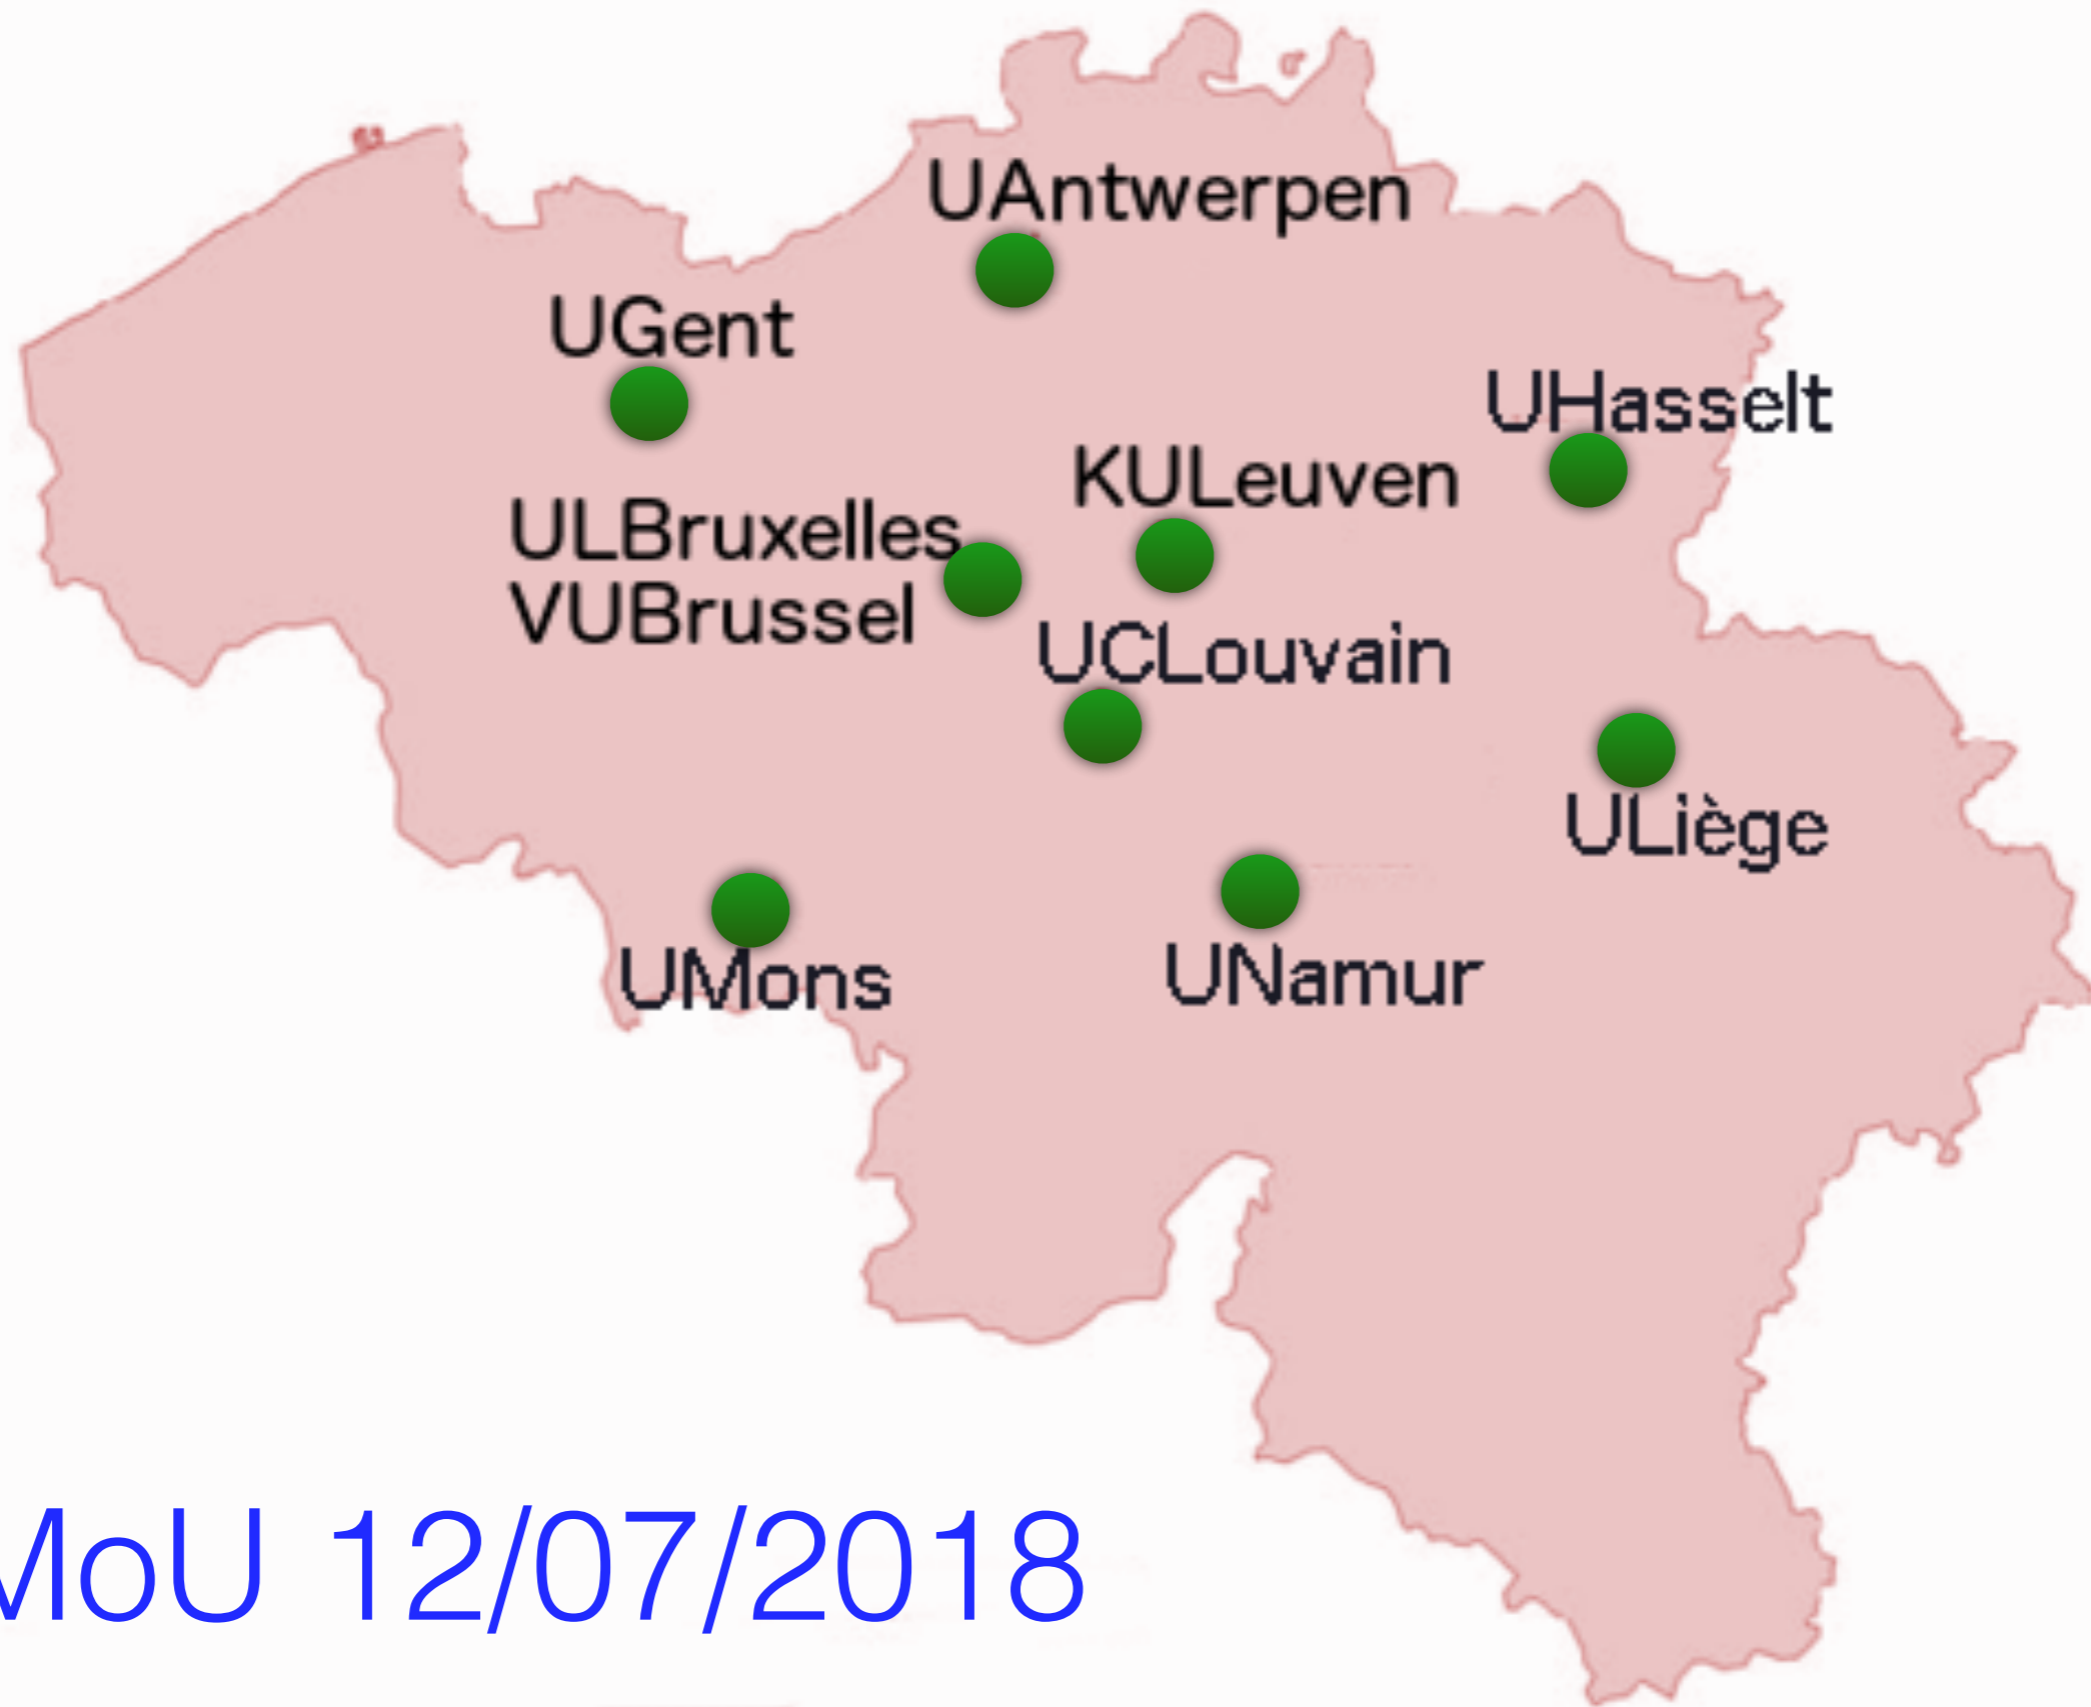 UAntwerpen
UGent
UHasselt
KULeuven
ULBruxelles
VUBrussel
UCLouvain
ULiège
UMons
UNamur
MoU 12/07/2018